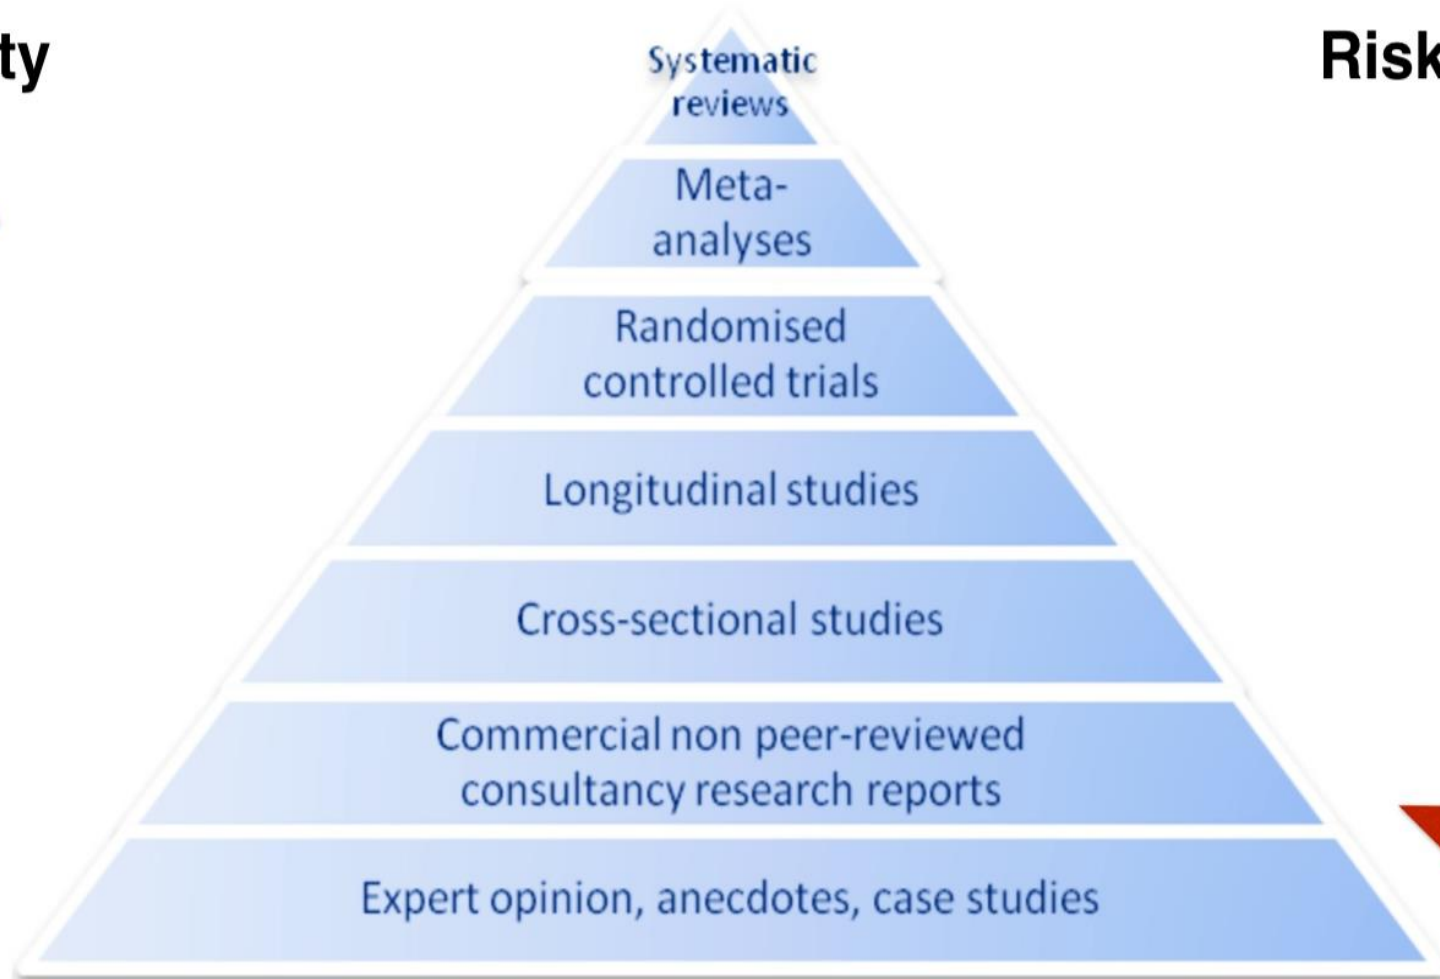 ty
Risk
Systematic
reviews
Meta-
analyses
Randomised
controlled trials
Longitudinal studies
Cross-sectional studies
Commercial non peer-reviewed
consultancy research reports
Expert opinion, anecdotes, case studies